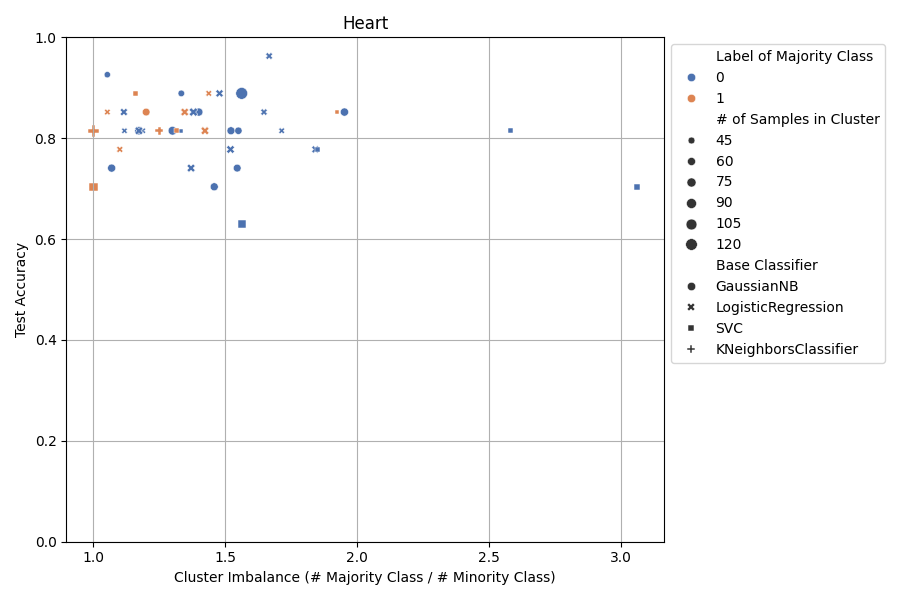 Heart
1.0
0.8
0.6
0.4
0.2
0.0
Test Accuracy
1.0 1.5 2.0 2.5 3.0
Cluster Imbalance (# Majority Class / # Minority Class)
Label of Majority Class
0
1
# of Samples in Cluster
45
60
75
90
105
120
Base Classifier
GaussianNB
LogisticRegression
SVC
KNeighborsClassifier